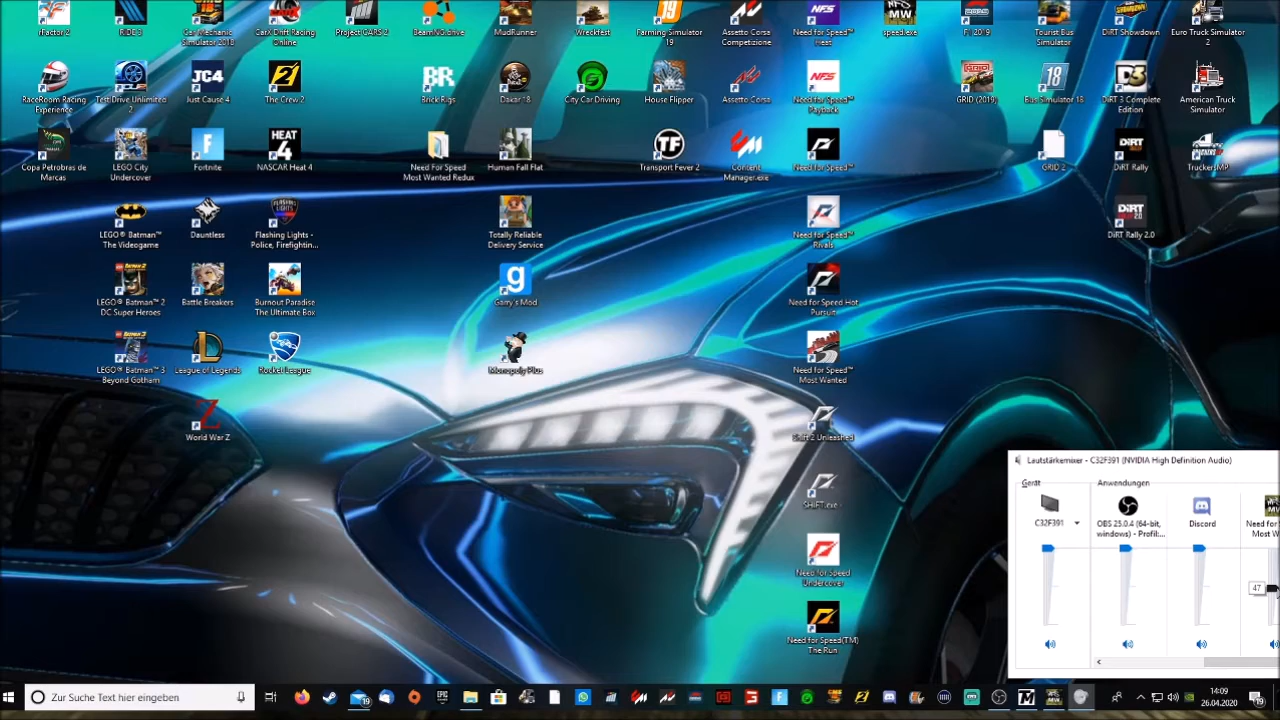 rFactor 2
RIDE 3
Car Mechanic
Simulator 2018
CarX Drift Racing
Online
Project CARS 2
BeamNG.drive
MudRunner
Wreckfest
Farming Simulator
19
Assetto Corsa
Competizione
Need for Speed™
Heat
speed.exe
F1 2019
Tourist Bus
Simulator
DiRT Showdown
Euro Truck Simulator
2
RaceRoom Racing
Experience
Test Drive Unlimited
2
Just Cause 4
The Crew 2
Brick Rigs
Dakar 18
City Car Driving
House Flipper
Assetto Corsa
Need for Speed™
Payback
GRID (2019)
Bus Simulator 18
DiRT 3 Complete
Edition
American Truck
Simulator
Copa Petrobras de
Marcas
LEGO City
Undercover
Fortnite
NASCAR Heat 4
Need For Speed
Most Wanted Redux
Human Fall Flat
Transport Fever 2
Content
Manager.exe
Need for Speed™
GRID 2
DiRT Rally
TruckersMP
LEGO® Batman™
The Videogame
Dauntless
Flashing Lights -
Police, Firefighting...
Totally Reliable
Delivery Service
Need for Speed™
Rivals
DiRT Rally 2.0
LEGO® Batman™ 2
DC Super Heroes
Battle Breakers
Burnout Paradise
The Ultimate Box
Garry's Mod
Need for Speed Hot
Pursuit
LEGO® Batman™ 3
Beyond Gotham
League of Legends
Rocket League
Monopoly Plus
Need for Speed™
Most Wanted
World War Z
Shift 2 Unleashed
SHIFT.exe
Need for Speed
Undercover
Need for Speed(TM)
The Run
Lautstärkemixer - C32F391 (NVIDIA High Definition Audio)
Gerät
Anwendungen
C32F391
OBS 25.0.4 (64-bit,
windows) - Profil:...
Discord
Need fo
Most W
47
Zur Suche Text hier eingeben
19
14:09
26.04.2020
19